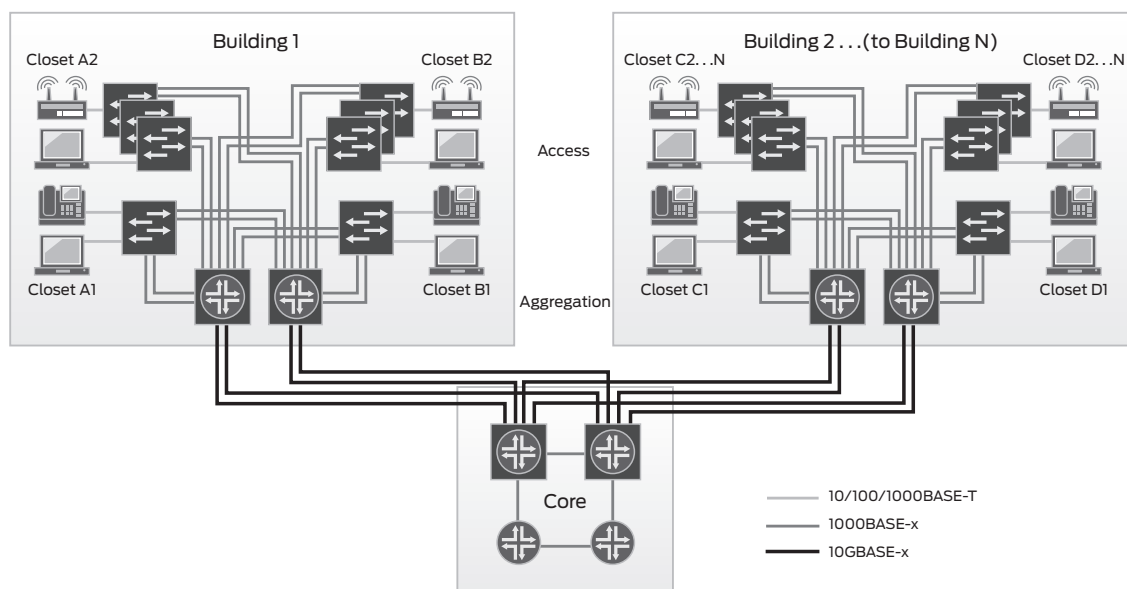 Building 1
Closet A2
Closet B2
Closet A1
Closet B1
Access
Aggregation
Building 2...(to Building N)
Closet C2...N
Closet D2...N
Closet C1
Closet D1
Core
10/100/1000BASE-T
1000BASE-x
10GBASE-x